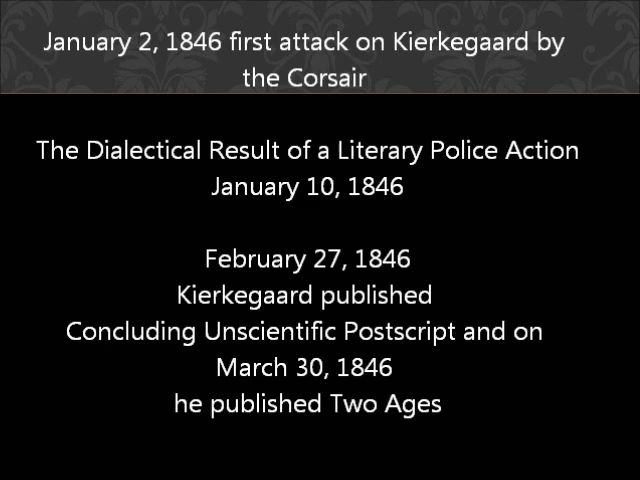 January 2, 1846 first attack on Kierkegaard by
the Corsair
The Dialectical Result of a Literary Police Action
January 10, 1846
February 27, 1846
Kierkegaard published
Concluding Unscientific Postscript and on
March 30, 1846
he published Two Ages